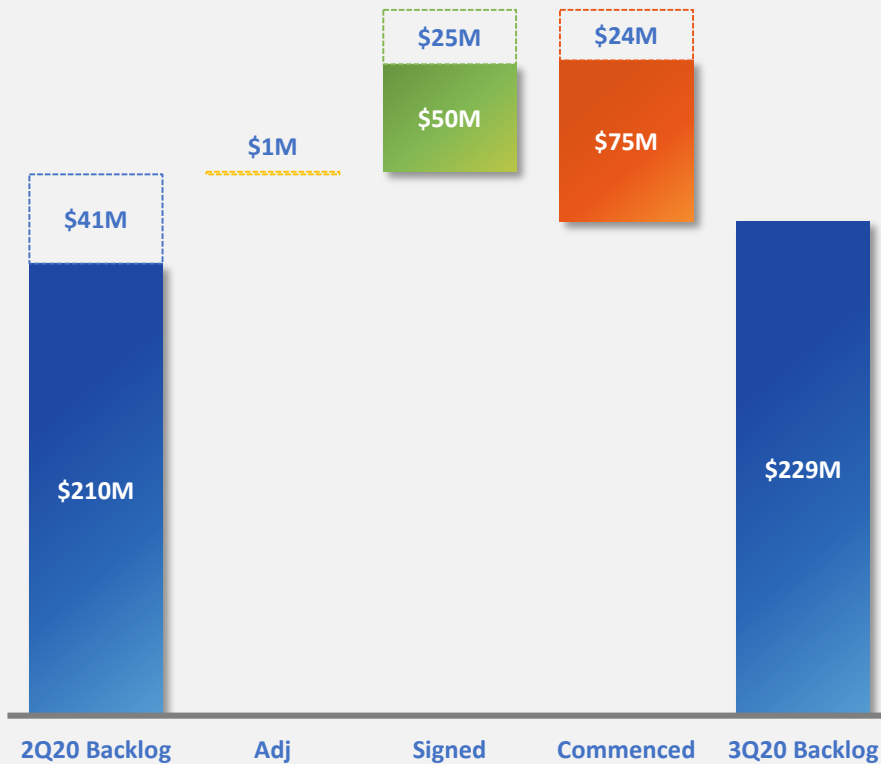 $25M
$24M
$50M
$75M
$1M
$41M
$210M
$229M
2Q20 Backlog
Adj
Signed
Commenced
3Q20 Backlog